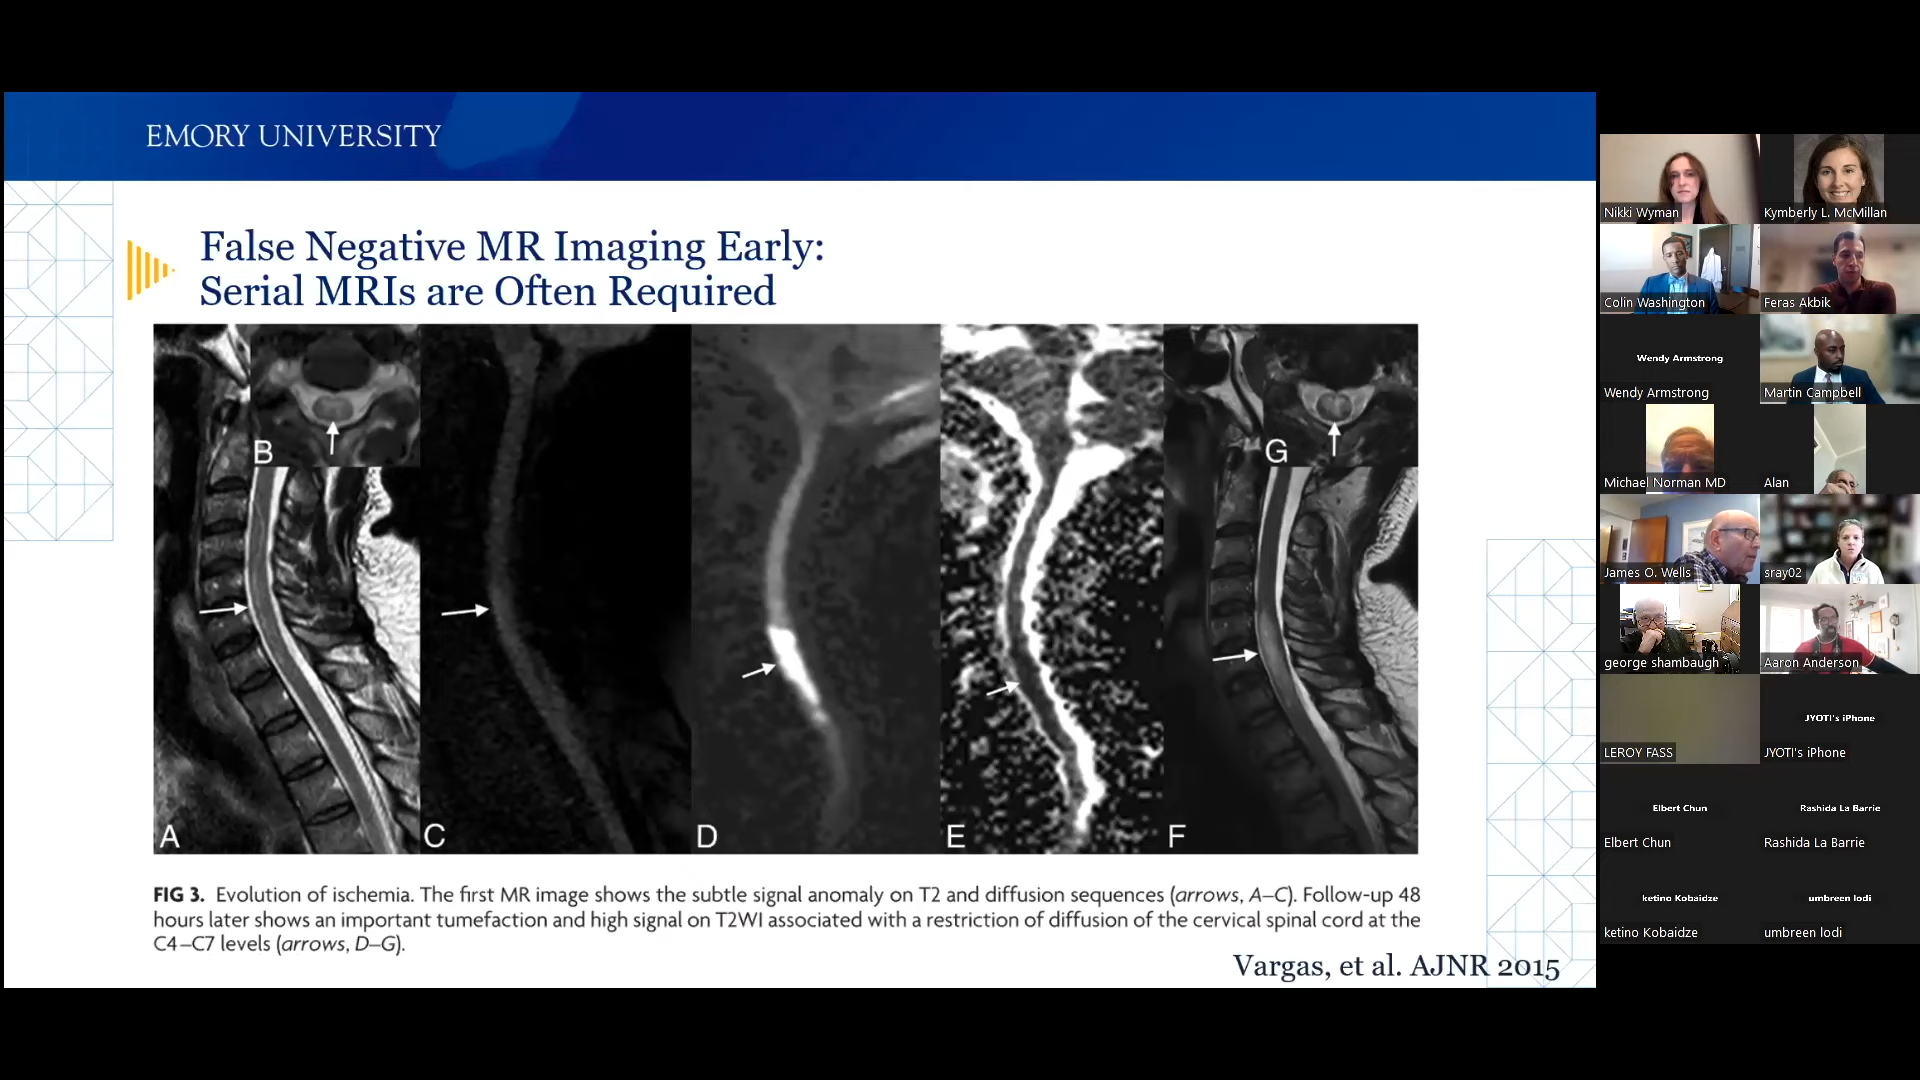 EMORY UNIVERSITY
False Negative MR Imaging Early:
Serial MRIs are Often Required
B
G
A
C
D
E
F
FIG 3. Evolution of ischemia. The first MR image shows the subtle signal anomaly on T2 and diffusion sequences (arrows, A–C). Follow-up 48
hours later shows an important tumefaction and high signal on T2WI associated with a restriction of diffusion of the cervical spinal cord at the
C4–C7 levels (arrows, D–G).
Vargas, et al. AJNR 2015
Nikki Wyman
Kymberly L. McMillan
Colin Washington
Feras Akbik
Wendy Armstrong
Wendy Armstrong
Martin Campbell
Michael Norman MD
Alan
James O. Wells
sray02
george shambaugh
Aaron Anderson
LEROY FASS
JYOTI's iPhone
JYOTI's iPhone
Elbert Chun
Rashida La Barrie
Elbert Chun
Rashida La Barrie
ketino Kobaidze
umbreen lodi
ketino Kobaidze
umbreen lodi